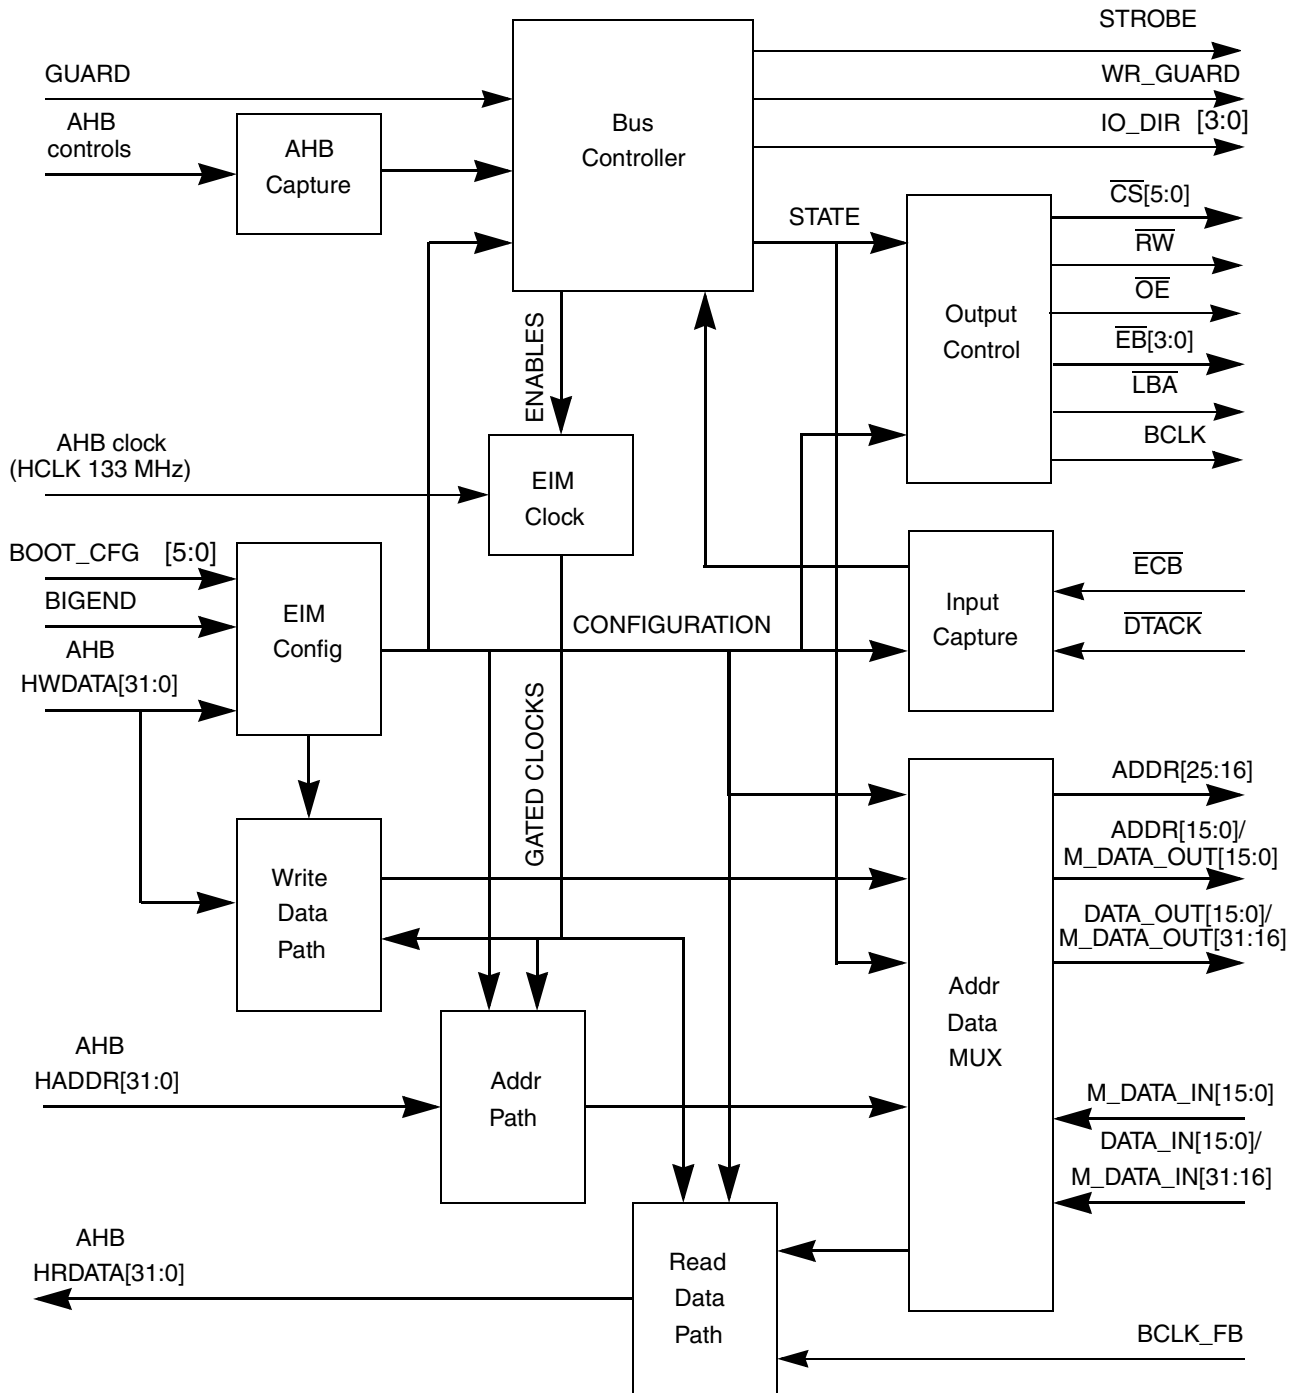 STROBE
GUARD
WR_GUARD
AHB
controls
AHB
Capture
Bus
Controller
IO_DIR [3:0]
STATE
CS[5:0]
RW
OE
EB[3:0]
LBA
BCLK
Output
Control
ENABLES
AHB clock
(HCLK 133 MHz)
EIM
Clock
BOOT_CFG [5:0]
BIGEND
AHB
HWDATA[31:0]
EIM
Config
CONFIGURATION
Input
Capture
ECB
DTACK
GATED CLOCKS
Write
Data
Path
ADDR[25:16]
ADDR[15:0]/
M_DATA_OUT[15:0]
DATA_OUT[15:0]/
M_DATA_OUT[31:16]
Addr
Data
MUX
AHB
HADDR[31:0]
Addr
Path
M_DATA_IN[15:0]
DATA_IN[15:0]/
M_DATA_IN[31:16]
AHB
HRDATA[31:0]
Read
Data
Path
BCLK_FB